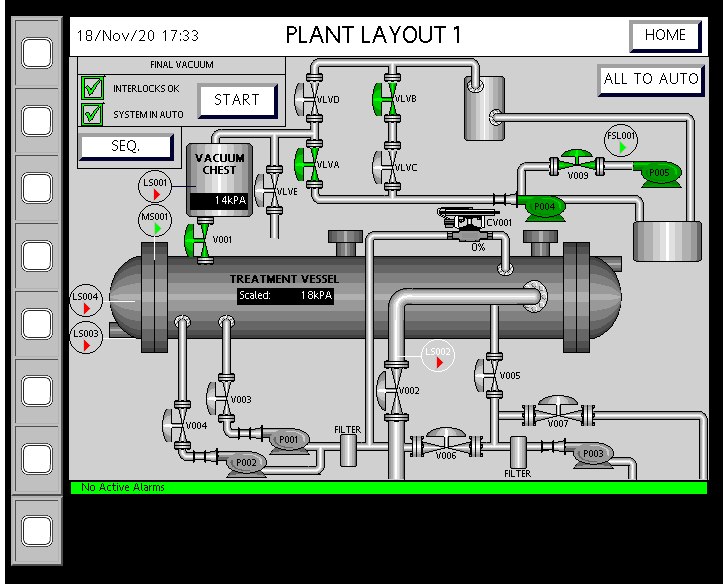 18/Nov/20 17:33
PLANT LAYOUT 1
HOME
FINAL VACUUM
INTERLOCKS OK
SYSTEM IN AUTO
START
ALL TO AUTO
SEQ.
VLVD
VLVB
VLVA
VLVC
VLVE
VACUUM
CHEST
14kPA
LS001
MS001
V001
FSL001
V009
P005
P004
CV001
0%
TREATMENT VESSEL
Scaled: 18kPA
LS004
LS003
LS002
V005
V002
V003
V004
V007
FILTER
P001
P002
V006
P003
FILTER
No Active Alarms